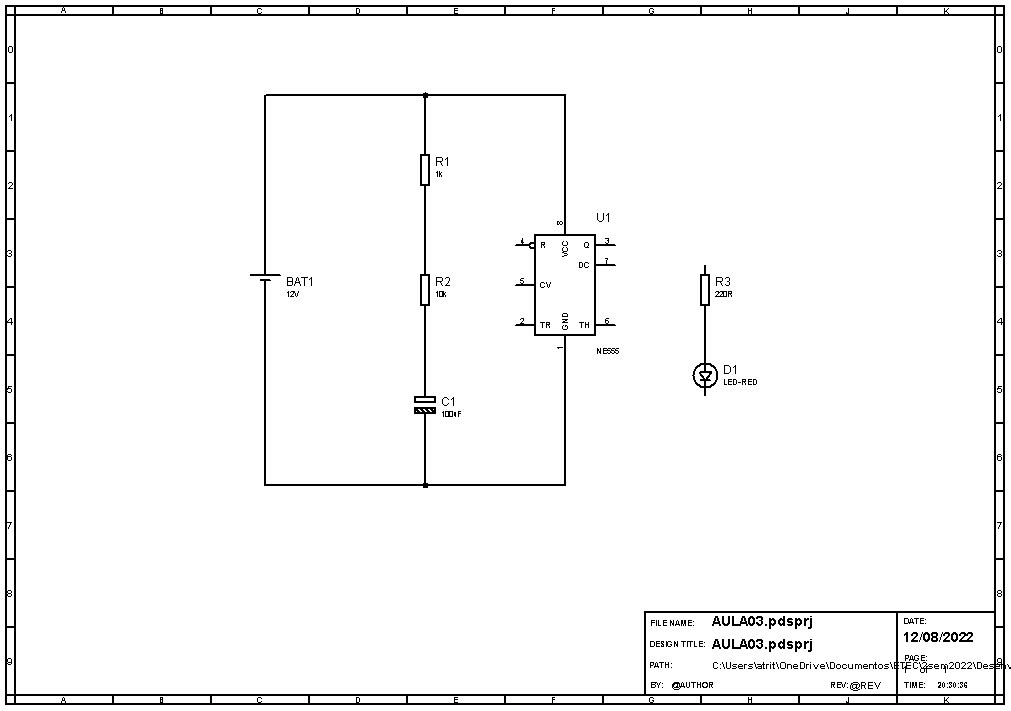 A B C D E F G H J K
0 0
1 1
2 2
3 3
4 4
5 5
6 6
7 7
8 8
9 9
R1
1k
U1
8
4 R VCC Q 3
DC 7
5 CV
2 TR GND TH 6
1
NE555
BAT1
12V
R2
10k
R3
220R
D1
LED-RED
C1
FILE NAME: AULA03.pdsprj
DESIGN TITLE: AULA03.pdsprj
PATH: C:\Users\atrit\OneDrive\Documentos\ETEC\2sem2022\Desenv
BY: @AUTHOR REV: @REV
DATE:
12/08/2022
PAGE:
1 of 1
TIME: 20:30:36
A B C D E F G H J K